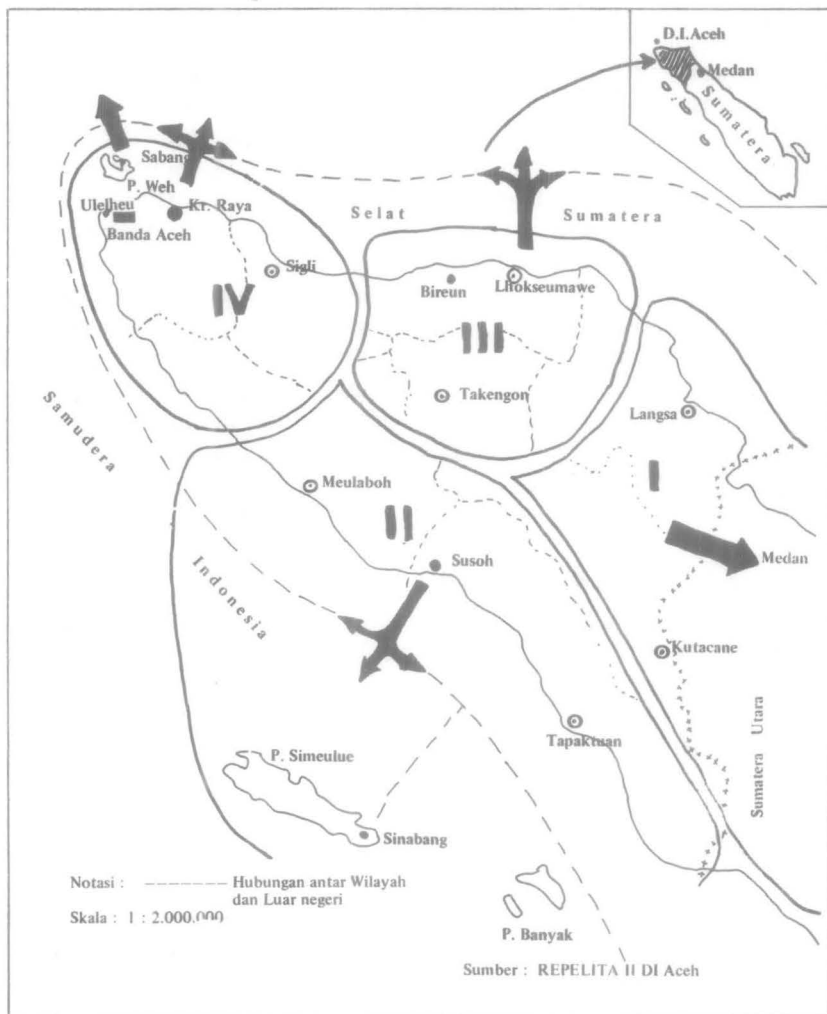 D.I.Aceh
Medan
Sumatera
Sabang
P. Weh
Ulelheu
Kr. Raya
Banda Aceh
Selat Sumatera
Sigli
Bireun
Lhokseumawe
IV
III
Takengon
Langsa
Samudera
I
Meulaboh
II
Medan
Indonesia
Susoh
Kutacane
Tapaktuan
Sumatera Utara
P. Simeulue
Sinabang
Notasi : Hubungan antar Wilayah
dan Luar negeri
Skala : 1 : 2.000.000
P. Banyak
Sumber : REPELITA II DI Aceh